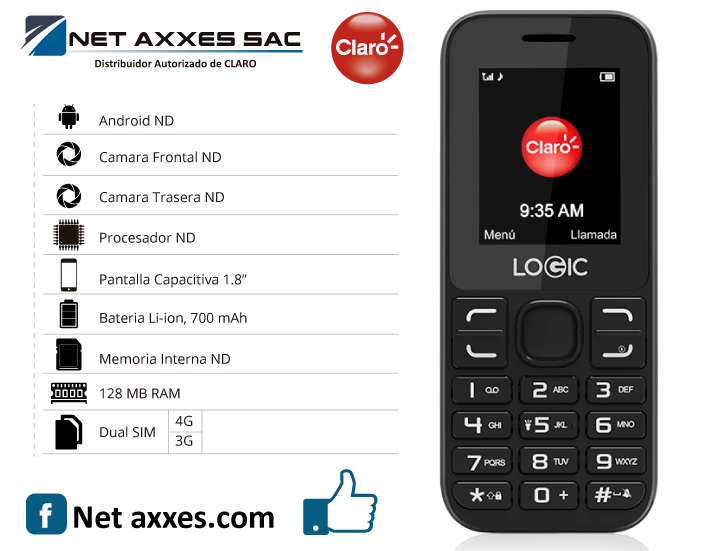 NET AXXES SAC
Distribuidor Autorizado de CLARO
Claro
Android ND
Camara Frontal ND
Camara Trasera ND
Procesador ND
Pantalla Capacitiva 1.8”
Bateria Li-ion, 700 mAh
Memoria Interna ND
128 MB RAM
Dual SIM
4G
3G
f Net axxes.com
Claro
9:35 AM
Menú Llamada
LOGIC
1 2 ABC 3 DEF
4 GHI 5 JKL 6 MNO
7 PQRS 8 TUV 9 WXYZ
* 0 + #